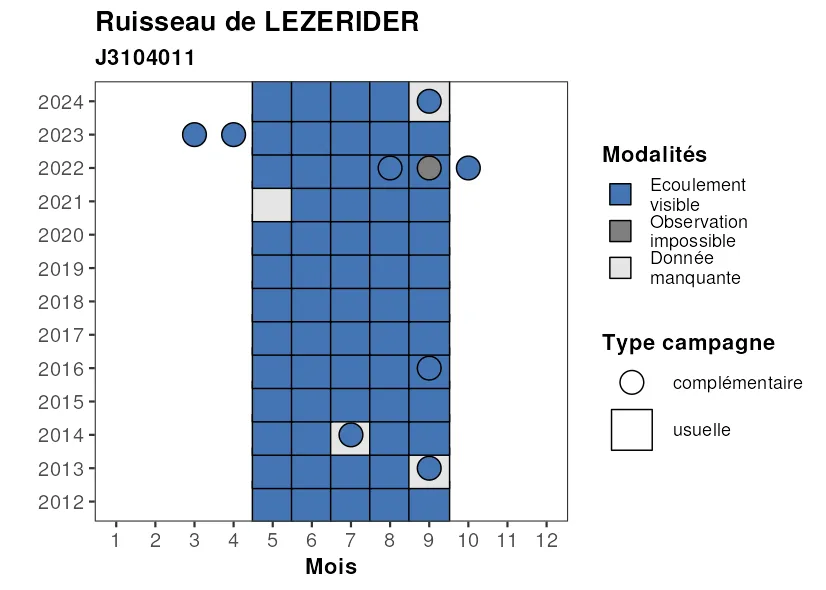 Ruisseau de LEZERIDER
J3104011
2024
2023
2022
2021
2020
2019
2018
2017
2016
2015
2014
2013
2012
1 2 3 4 5 6 7 8 9 10 11 12
Mois
Modalités
Ecoulement
visible
Observation
impossible
Donnée
manquante
Type campagne
complémentaire
usuelle